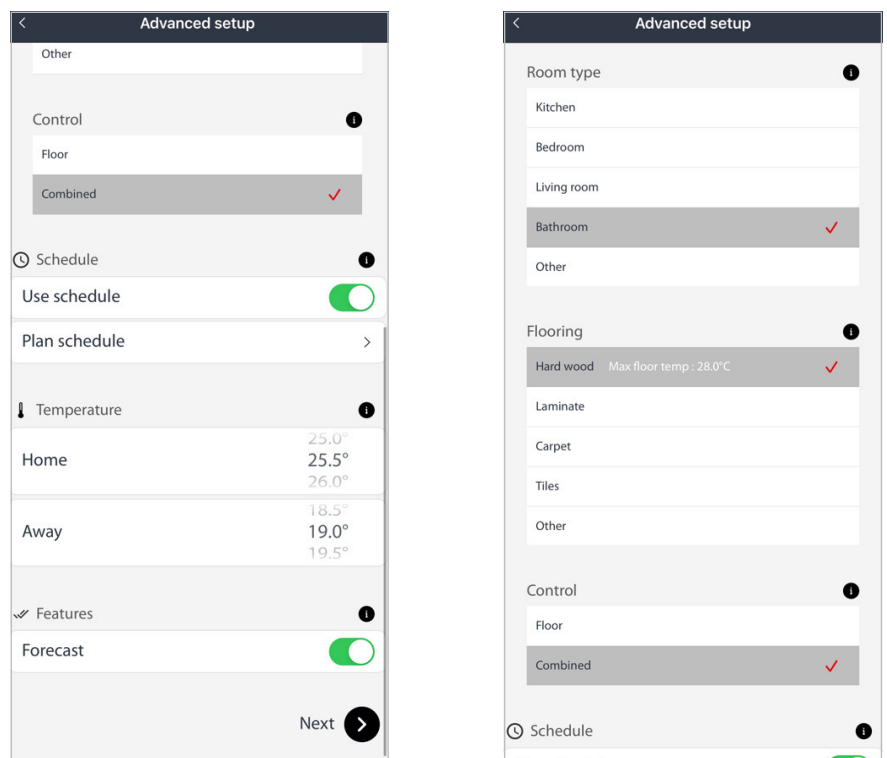 Advanced setup
Other
Control
Floor
Combined
Schedule
Use schedule
Plan schedule
Temperature
25.0°
Home 25.5°
26.0°
18.5°
Away 19.0°
19.5°
Features
Forecast
Next
Advanced setup
Room type
Kitchen
Bedroom
Living room
Bathroom
Other
Flooring
Hard wood Max floor temp : 28.0°C
Laminate
Carpet
Tiles
Other
Control
Floor
Combined
Schedule